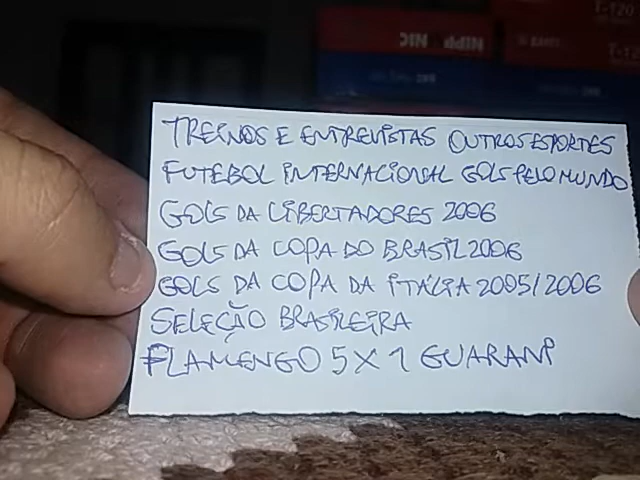 TREINOS E ENTREVISTAS OUTROS ESPORTES
FUTEBOL INTERNACIONAL GOLS PELO MUNDO
GOLS DA LIBERTADORES 2006
GOLS DA COPA DO BRASIL 2006
GOLS DA COPA DA ITÁLIA 2005/2006
SELEÇÃO BRASILEIRA
FLAMENGO 5 X 1 GUARANI